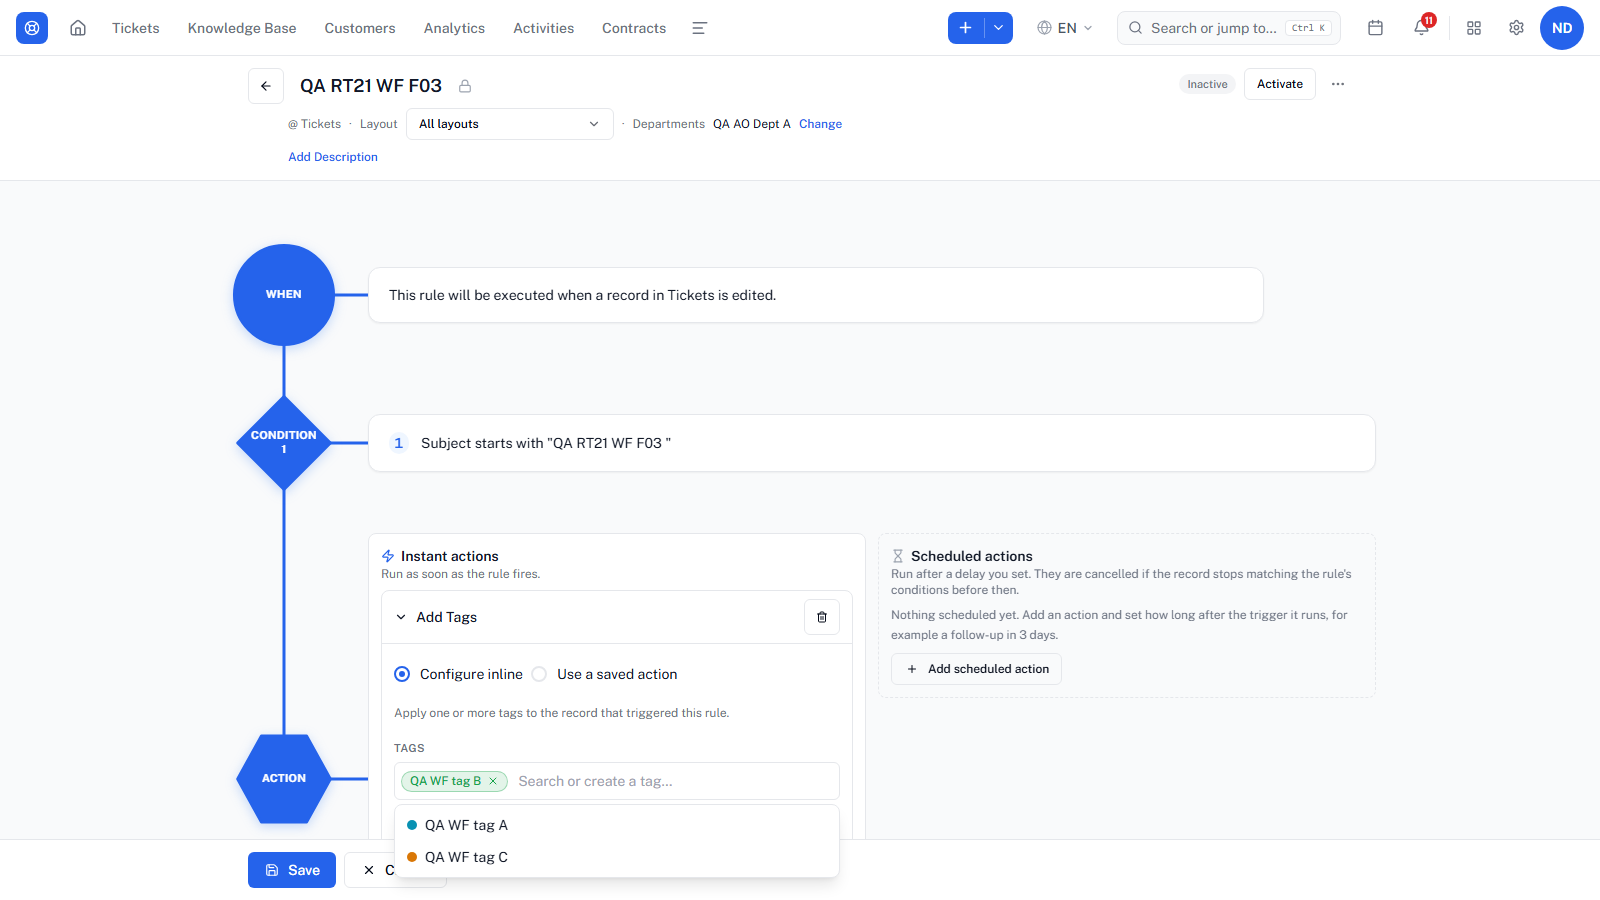 Tickets Knowledge Base Customers Analytics Activities Contracts EN Search or jump to... Ctrl K 11 ND
QA RT21 WF F03 Inactive Activate
@ Tickets · Layout All layouts · Departments QA AO Dept A Change
Add Description
WHEN
This rule will be executed when a record in Tickets is edited.
CONDITION
1
1 Subject starts with "QA RT21 WF F03 "
Instant actions
Run as soon as the rule fires.
Add Tags
Configure inline Use a saved action
Apply one or more tags to the record that triggered this rule.
TAGS
QA WF tag B Search or create a tag...
QA WF tag A
QA WF tag C
Scheduled actions
Run after a delay you set. They are cancelled if the record stops matching the rule's
conditions before then.
Nothing scheduled yet. Add an action and set how long after the trigger it runs, for
example a follow-up in 3 days.
Add scheduled action
ACTION
Save